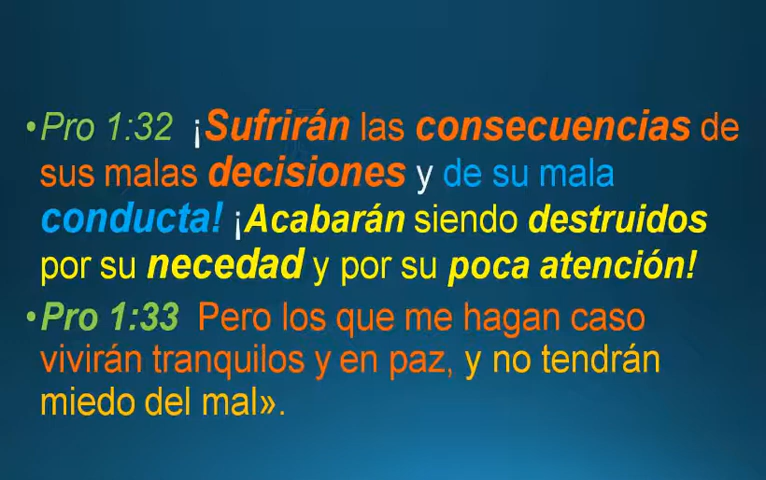 •Pro 1:32 ¡Sufrirán las consecuencias de
sus malas decisiones y de su mala
conducta! ¡Acabarán siendo destruidos
por su necedad y por su poca atención!
•Pro 1:33 Pero los que me hagan caso
vivirán tranquilos y en paz, y no tendrán
miedo del mal».